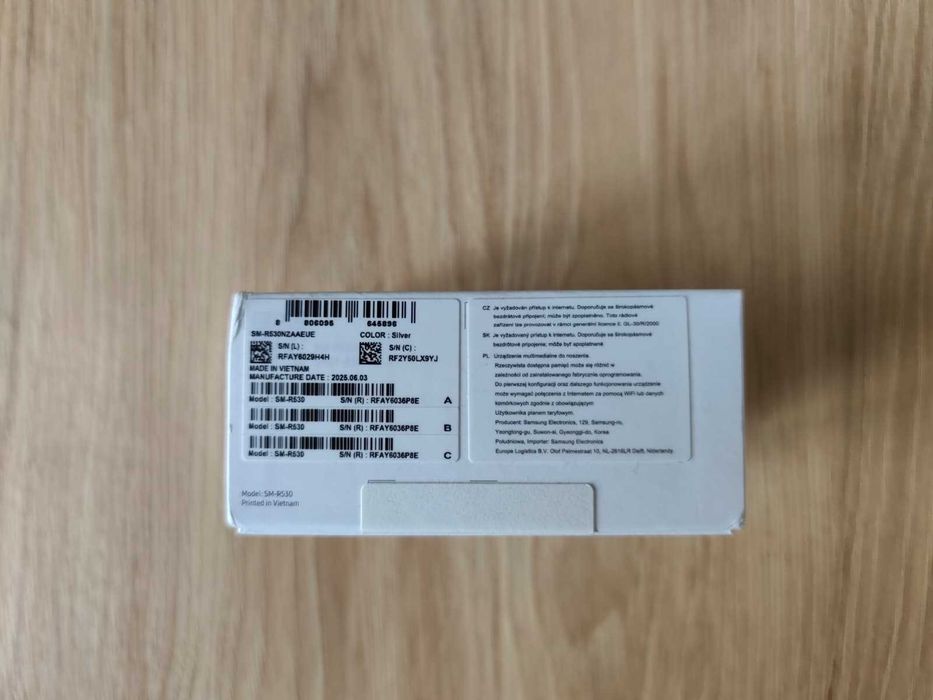 8 806095 645896
SM-R530NZAAEUE COLOR : Silver
S/N (L) :
RFAY6029H4H
S/N (C) :
RF2Y50LX9YJ
MADE IN VIETNAM
MANUFACTURE DATE : 2025.06.03
Model : SM-R530 S/N (R) : RFAY6036P8E A
Model : SM-R530 S/N (R) : RFAY6036P8E B
Model : SM-R530 S/N (R) : RFAY6036P8E C
Model: SM-R530
Printed in Vietnam
CZ Je vyžadován přístup k internetu. Doporučuje se širokopásmové
bezdrátové připojení; může být zpoplatněno. Toto rádiové
zařízení lze provozovat v rámci generální licence č. GL-30/R/2000
SK Je vyžadovaný prístup k internetu. Doporučuje sa širokopásmové
bezdrátové pripojenie; môže byť spoplatnené
PL Urządzenie multimedialne do noszenia.
Rzeczywista dostępna pamięć może się różnić w
zależności od zainstalowanego fabrycznie oprogramowania.
Do pierwszej konfiguracji oraz dalszego funkcjonowania urządzenie
może wymagać połączenia z Internetem za pomocą WiFi lub danych
komórkowych zgodnie z obowiązującym
Użytkownika planem taryfowym.
Producent: Samsung Electronics, 129, Samsung-ro,
Yeongtong-gu, Suwon-si, Gyeonggi-do, Korea
Południowa, Importer: Samsung Electronics
Europe Logistics B.V. Olof Palmestraat 10, NL-2616LR Delft, Niderlandy